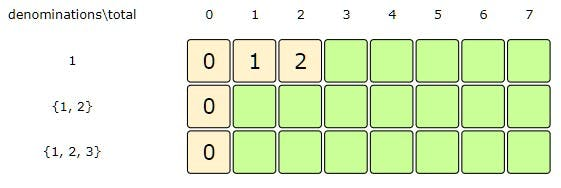 denominations\total 0 1 2 3 4 5 6 7
1 0 1 2
{1, 2} 0
{1, 2, 3} 0